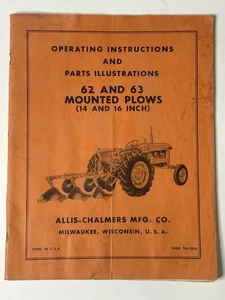 OPERATING INSTRUCTIONS
AND
PARTS ILLUSTRATIONS
62 AND 63
MOUNTED PLOWS
(14 AND 16 INCH)
ALLIS-CHALMERS MFG. CO.
MILWAUKEE, WISCONSIN, U. S. A.